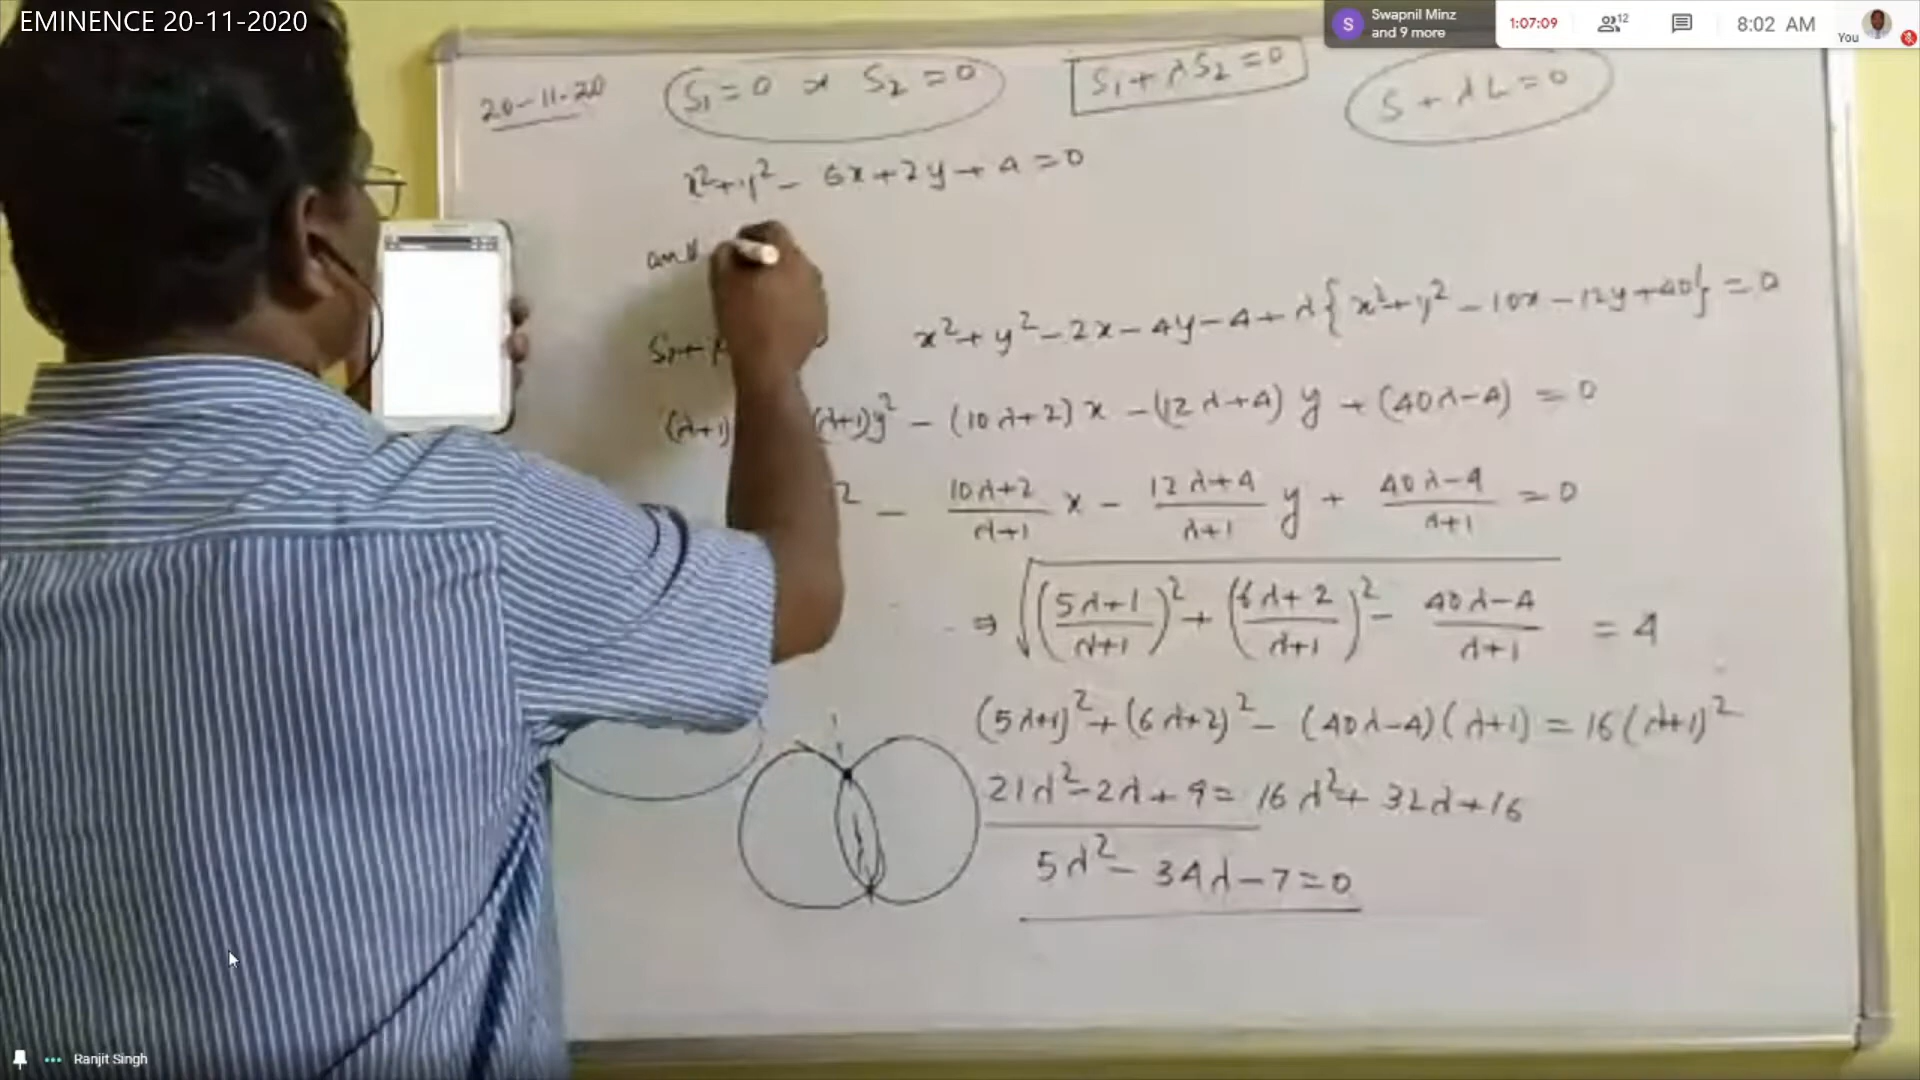 EMINENCE 20-11-2020
Swapnil Minz
and 9 more
1:07:09
12
8:02 AM
You
S
20-11-20
S₁ = 0 & S₂ = 0
S₁ + λS₂ = 0
S + λL = 0
x² + y² - 6x + 2y + 4 = 0
and
x² + y² - 2x - 4y - 4 + λ{x² + y² - 10x - 12y + 40} = 0
(λ+1) (λ+1)y² - (10λ+2)x - (12λ+4)y + (40λ-4) = 0
2 - (10λ+2)/(λ+1) x - (12λ+4)/(λ+1) y + (40λ-4)/(λ+1) = 0
⇒ √((5λ+1)/(λ+1))² + ((6λ+2)/(λ+1))² - (40λ-4)/(λ+1) = 4
(5λ+1)² + (6λ+2)² - (40λ-4)(λ+1) = 16(λ+1)²
21λ² - 2λ + 9 = 16λ² + 32λ + 16
5λ² - 34λ - 7 = 0
Ranjit Singh